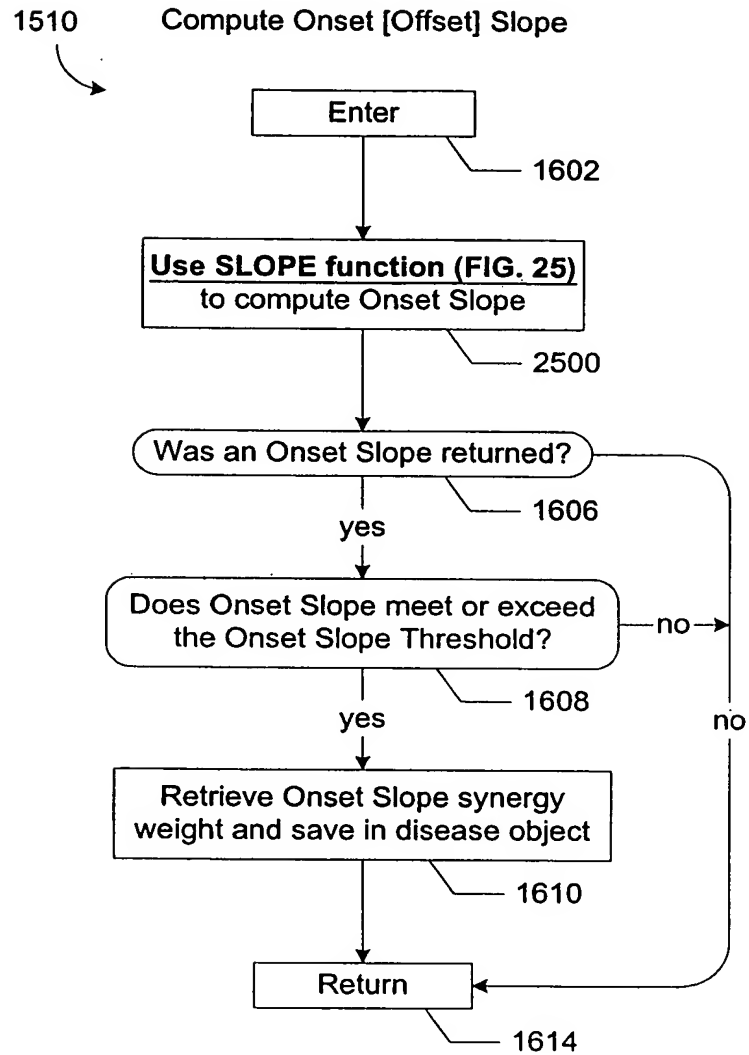 1510 Compute Onset [Offset] Slope
Enter
1602
Use SLOPE function (FIG. 25)
to compute Onset Slope
2500
Was an Onset Slope returned?
1606
yes
Does Onset Slope meet or exceed
the Onset Slope Threshold?
no
1608
yes
no
Retrieve Onset Slope synergy
weight and save in disease object
1610
Return
1614